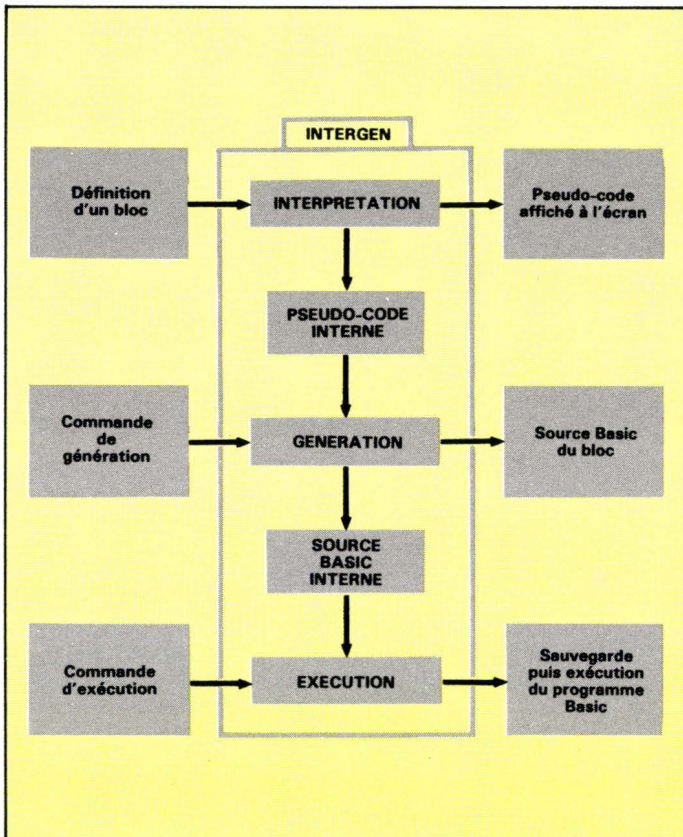 INTERGEN
Définition
d'un bloc
INTERPRETATION
Pseudo-code
affiché à l'écran
PSEUDO-CODE
INTERNE
Commande
de
génération
GENERATION
Source Basic
du bloc
SOURCE
BASIC
INTERNE
Commande
d'exécution
EXECUTION
Sauvegarde
puis exécution
du programme
Basic